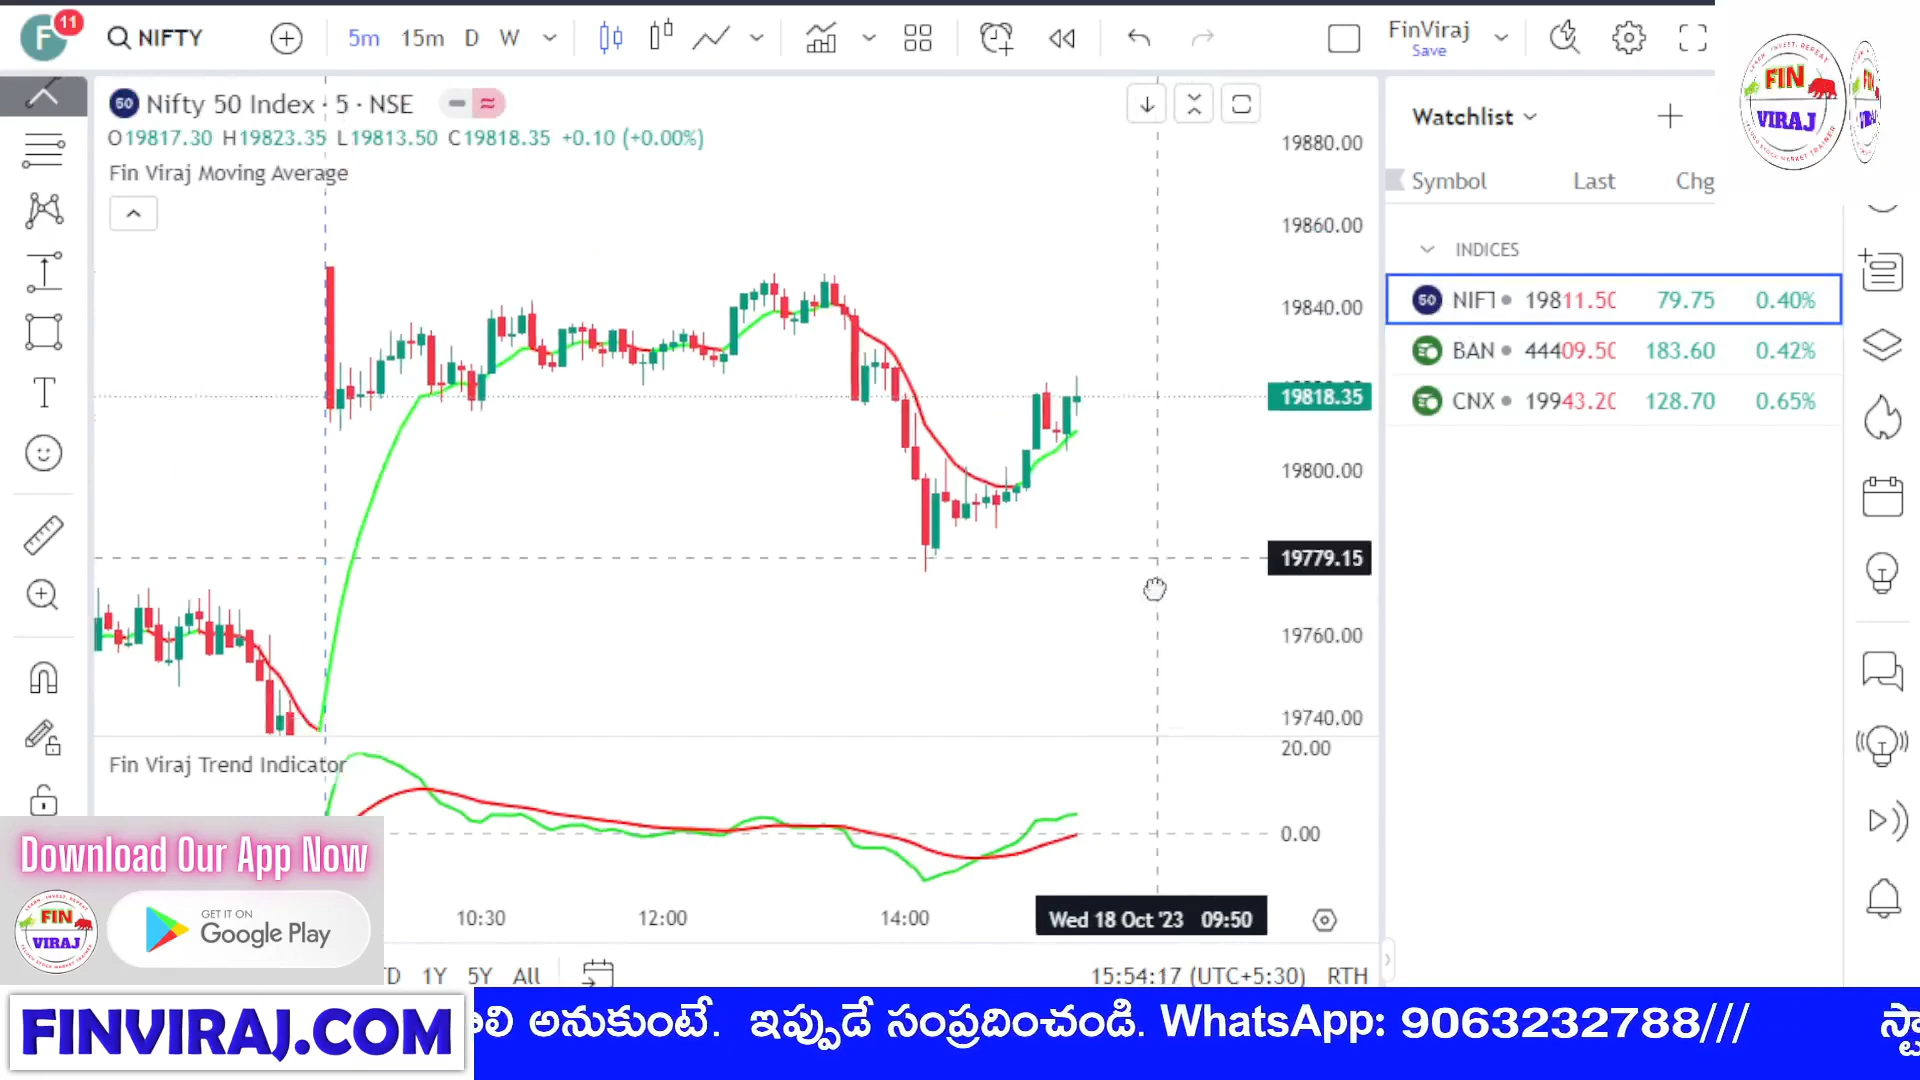 F 11 NIFTY 5m 15m D W FinViraj
Save
FIN
VIRAJ
50 Nifty 50 Index · 5 · NSE
O19817.30 H19823.35 L19813.50 C19818.35 +0.10 (+0.00%)
Fin Viraj Moving Average
19880.00
19860.00
19840.00
19818.35
19800.00
19779.15
19760.00
19740.00
Watchlist
Symbol Last Chg
INDICES
50 NIFT 19811.50 79.75 0.40%
BAN 44409.50 183.60 0.42%
CNX 19943.20 128.70 0.65%
Fin Viraj Trend Indicator
20.00
0.00
10:30 12:00 14:00 Wed 18 Oct '23 09:50
1Y 5Y All 15:54:17 (UTC+5:30) RTH
Download Our App Now
FIN
VIRAJ
GET IT ON
Google Play
FINVIRAJ.COM
అనుకుంటే. ఇప్పుడే సంప్రదించండి. WhatsApp: 9063232788///